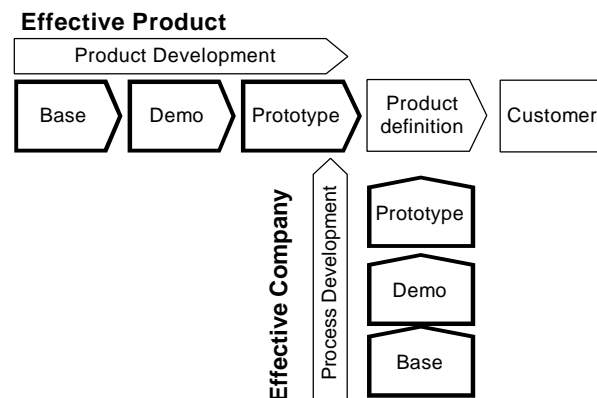 Effective Product
Product Development
Base
Demo
Prototype
Product
definition
Customer
Effective Company
Process Development
Prototype
Demo
Base